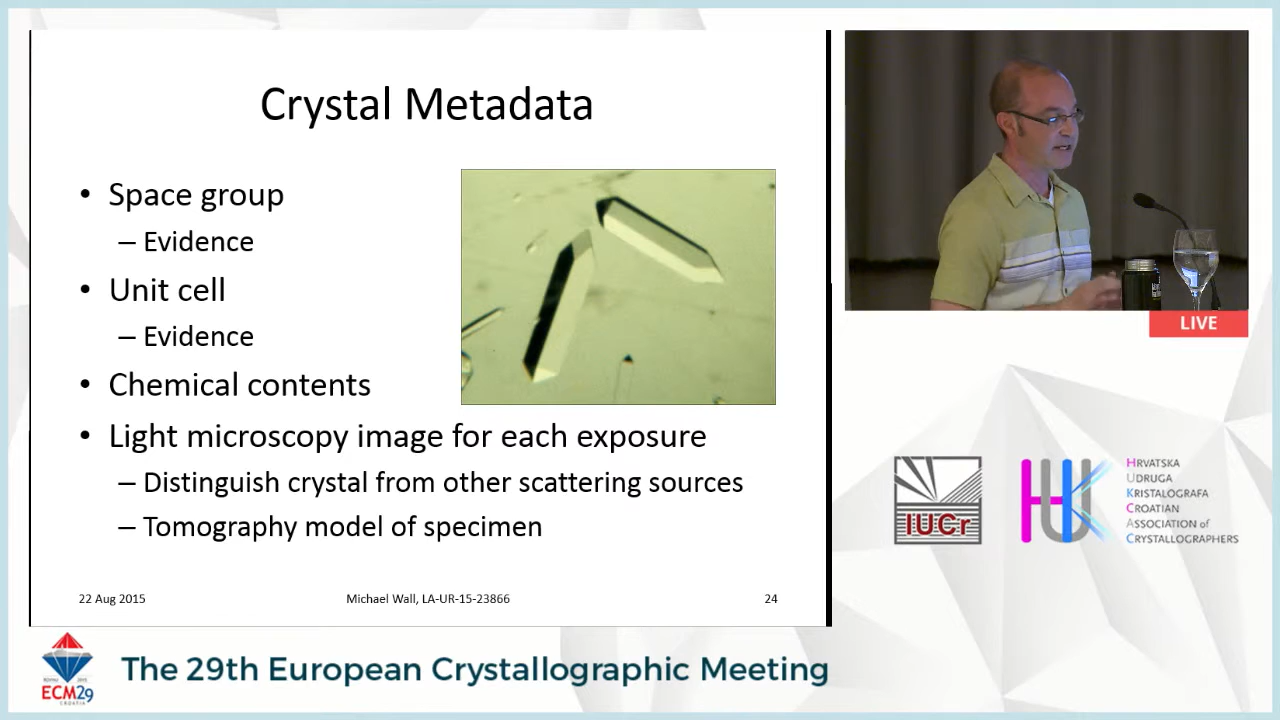 Crystal Metadata
• Space group
– Evidence
• Unit cell
– Evidence
• Chemical contents
• Light microscopy image for each exposure
– Distinguish crystal from other scattering sources
– Tomography model of specimen
22 Aug 2015
Michael Wall, LA-UR-15-23866
24
LIVE
IUCr
HUK
HRVATSKA
UDRUGA
KRISTALOGRAFA
CROATIAN
ASSOCIATION of
CRYSTALLOGRAPHERS
ECM29
CROATIA
The 29th European Crystallographic Meeting